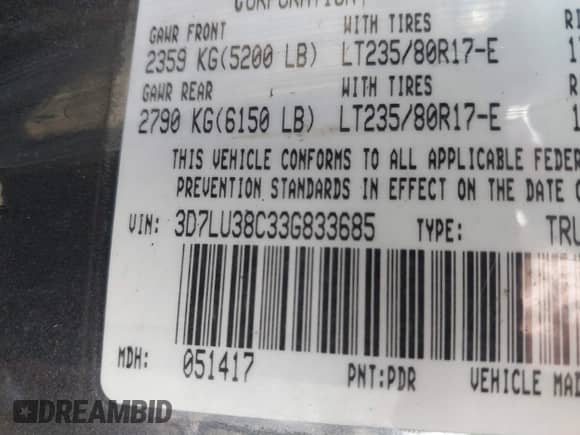 CORPORATION
GAWR FRONT WITH TIRES
2359 KG(5200 LB) LT235/80R17-E
GAWR REAR WITH TIRES
2790 KG(6150 LB) LT235/80R17-E
THIS VEHICLE CONFORMS TO ALL APPLICABLE FEDER
PREVENTION STANDARDS IN EFFECT ON THE DATE O
VIN: 3D7LU38C33G833685 TYPE: TRU
MDH: 051417 PNT:PDR VEHICLE MAD
DREAMBID